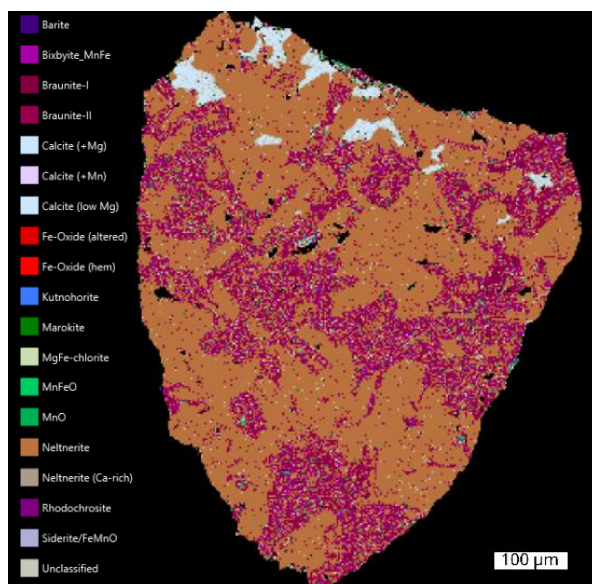 Barite
Bixbyite_MnFe
Braunite-I
Braunite-II
Calcite (+Mg)
Calcite (+Mn)
Calcite (low Mg)
Fe-Oxide (altered)
Fe-Oxide (hem)
Kutnohorite
Marokite
MgFe-chlorite
MnFeO
MnO
Neltnerite
Neltnerite (Ca-rich)
Rhodochrosite
Siderite/FeMnO
Unclassified
100 µm